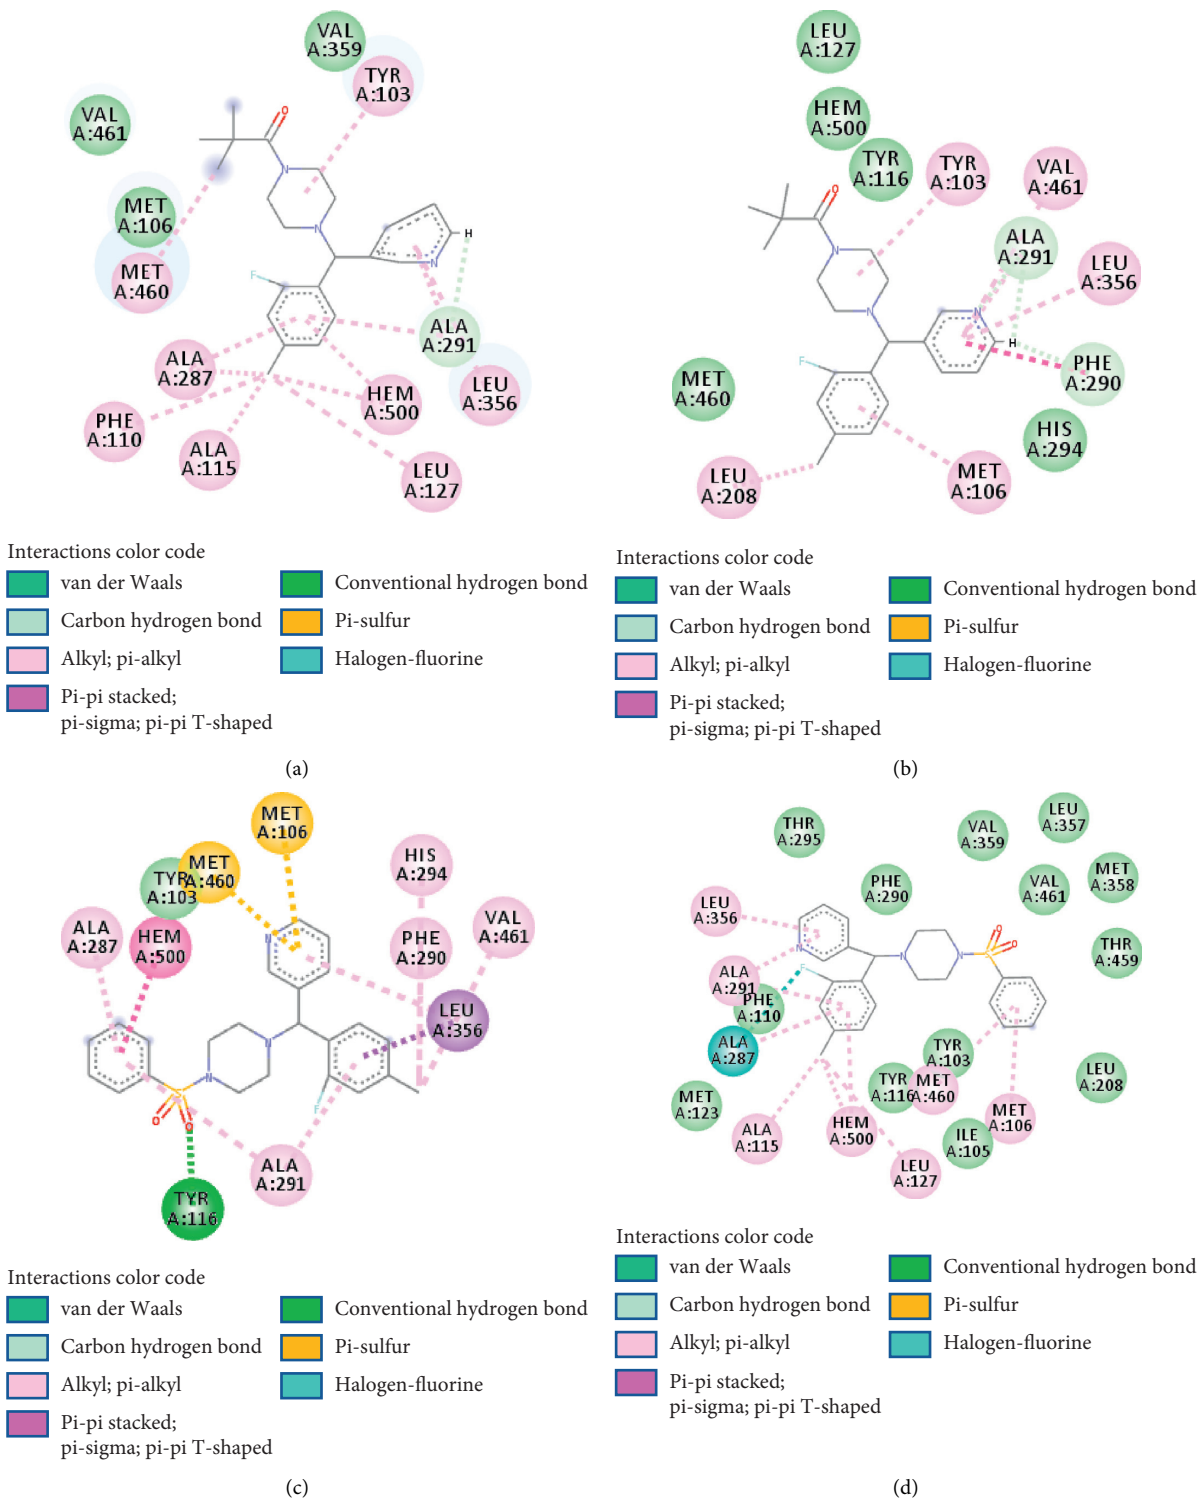 VAL
A:359
TYR
A:103
VAL
A:461
O
N
MET
A:106
N
H
N
MET
A:460
F
ALA
A:291
ALA
A:287
HEM
A:500
LEU
A:356
PHE
A:110
ALA
A:115
LEU
A:127
Interactions color code
van der Waals
Conventional hydrogen bond
Carbon hydrogen bond
Pi-sulfur
Alkyl; pi-alkyl
Halogen-fluorine
Pi-pi stacked;
pi-sigma; pi-pi T-shaped
(a)
LEU
A:127
HEM
A:500
TYR
A:116
TYR
A:103
VAL
A:461
O
ALA
A:291
N
LEU
A:356
N
N
H
F
PHE
A:290
MET
A:460
HIS
A:294
LEU
A:208
MET
A:106
Interactions color code
van der Waals
Conventional hydrogen bond
Carbon hydrogen bond
Pi-sulfur
Alkyl; pi-alkyl
Halogen-fluorine
Pi-pi stacked;
pi-sigma; pi-pi T-shaped
(b)
MET
A:106
MET
A:460
TYR
A:103
HIS
A:294
ALA
A:287
HEM
A:500
N
PHE
A:290
VAL
A:461
LEU
A:356
N
N
S
F
O
O
ALA
A:291
TYR
A:116
Interactions color code
van der Waals
Conventional hydrogen bond
Carbon hydrogen bond
Pi-sulfur
Alkyl; pi-alkyl
Halogen-fluorine
Pi-pi stacked;
pi-sigma; pi-pi T-shaped
(c)
THR
A:295
VAL
A:359
LEU
A:357
PHE
A:290
VAL
A:461
MET
A:358
LEU
A:356
N
O
O
THR
A:459
N
N
S
ALA
A:291
F
PHE
A:110
ALA
A:287
TYR
A:103
TYR
A:116
MET
A:460
LEU
A:208
MET
A:123
MET
A:106
ALA
A:115
HEM
A:500
ILE
A:105
LEU
A:127
Interactions color code
van der Waals
Conventional hydrogen bond
Carbon hydrogen bond
Pi-sulfur
Alkyl; pi-alkyl
Halogen-fluorine
Pi-pi stacked;
pi-sigma; pi-pi T-shaped
(d)